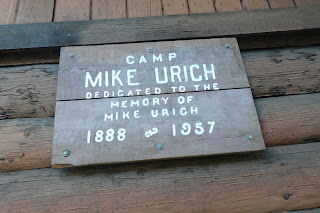 CAMP
MIKE URICH
DEDICATED TO THE
MEMORY OF
MIKE URICH
1888 ∞ 1957